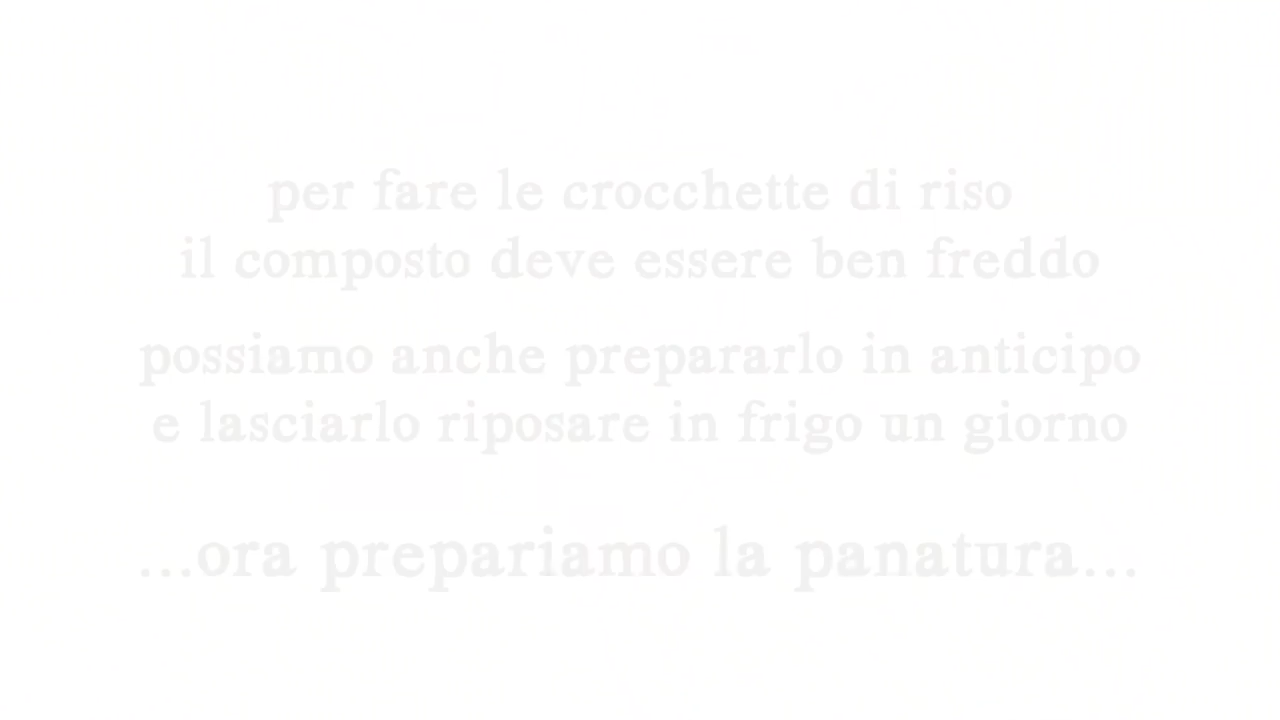 per fare le crocchette di riso
il composto deve essere ben freddo
possiamo anche prepararlo in anticipo
e lasciarlo riposare in frigo un giorno
...ora prepariamo la panatura...